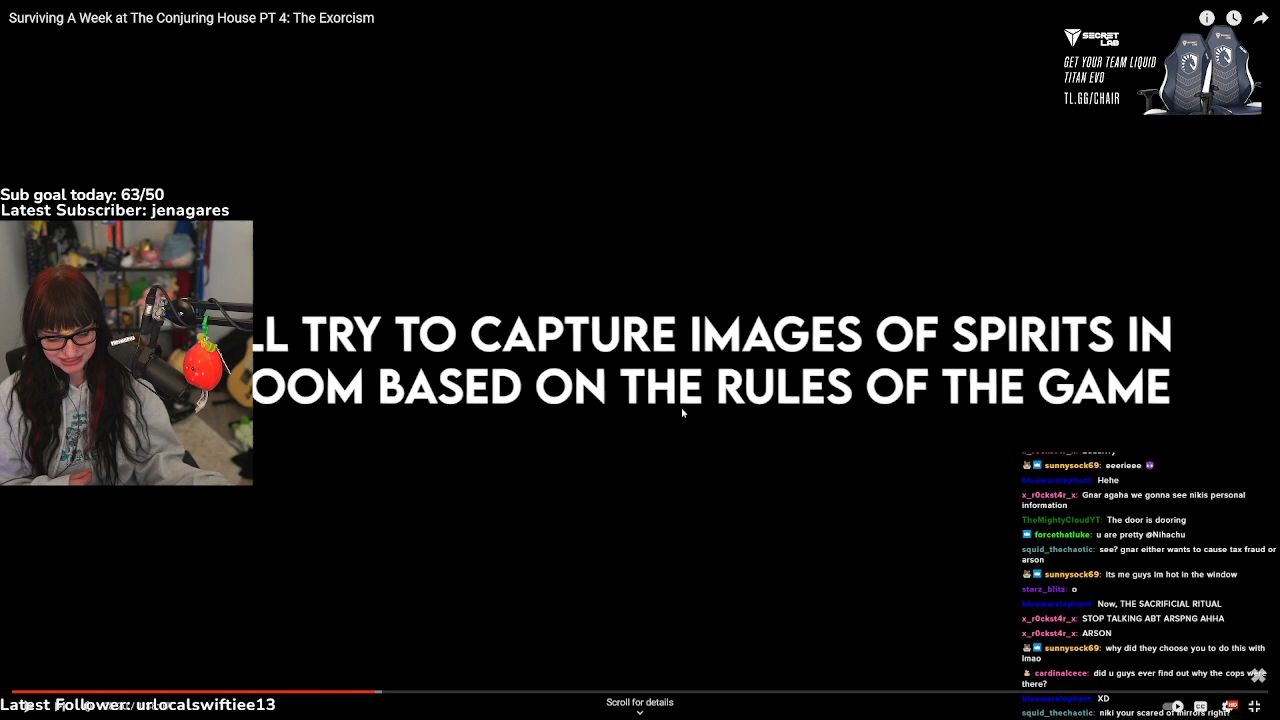 Surviving A Week at The Conjuring House PT 4: The Exorcism
SECRET
LAB
GET YOUR TEAM LIQUID
TITAN EVO
TL.GG/CHAIR
Sub goal today: 63/50
Latest Subscriber: jenagares
LL TRY TO CAPTURE IMAGES OF SPIRITS IN
OOM BASED ON THE RULES OF THE GAME
sunnysock69: eeerieee
Hehe
x_r0ckst4r_x: Gnar agaha we gonna see nikis personal
information
TheMightyCloudYT: The door is dooring
forcethatluke: u are pretty @Nihachu
squid_thechaotic: see? gnar either wants to cause tax fraud or
arson
sunnysock69: its me guys im hot in the window
starz_blitz: o
Now, THE SACRIFICIAL RITUAL
x_r0ckst4r_x: STOP TALKING ABT ARSPNG AHHA
x_r0ckst4r_x: ARSON
sunnysock69: why did they choose you to do this with
lmao
cardinalcece: did u guys ever find out why the cops
there?
XD
squid_thechaotic: niki your scared of mirrors right?
Latest Follower: urlocalswiftiee13
Scroll for details
CC
HD